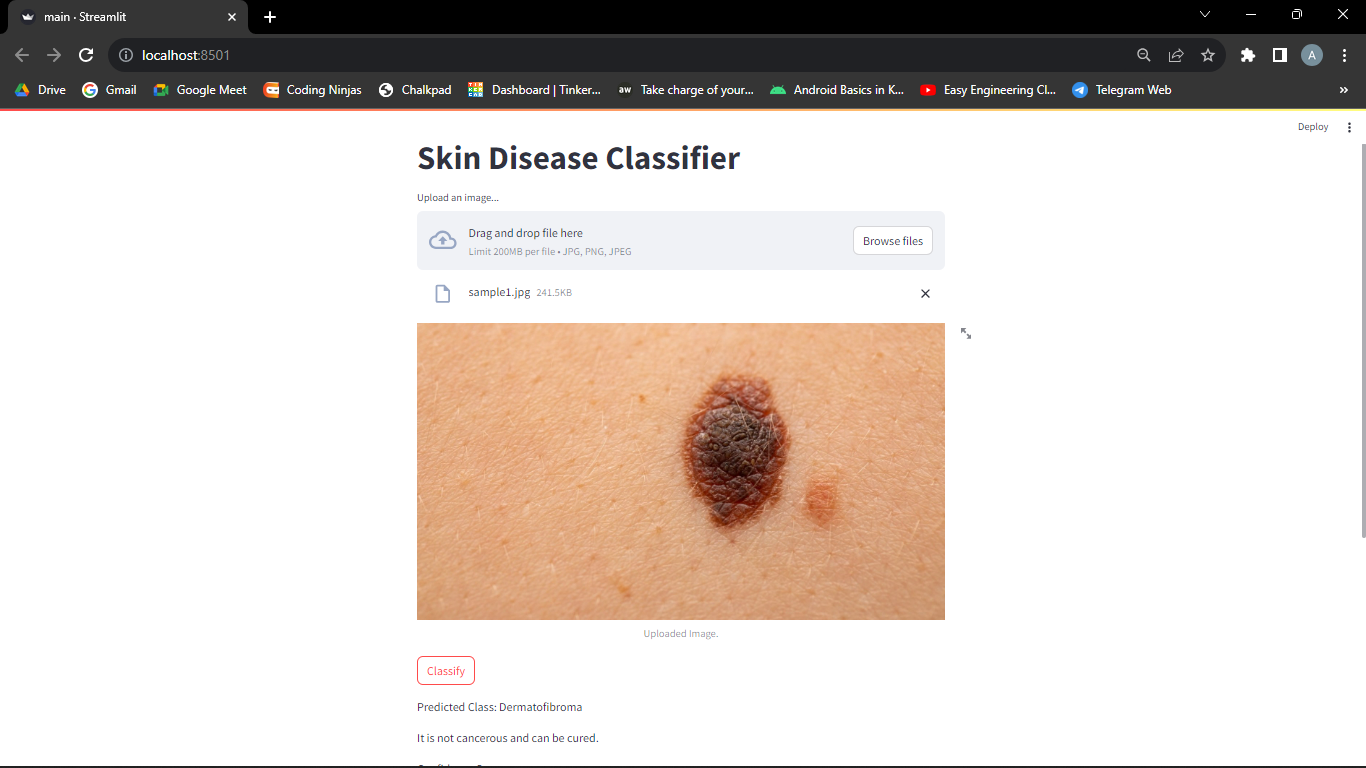 main · Streamlit
localhost:8501
A
Drive
Gmail
Google Meet
Coding Ninjas
Chalkpad
Dashboard | Tinker...
aw Take charge of your...
Android Basics in K...
Easy Engineering Cl...
Telegram Web
Deploy
Skin Disease Classifier
Upload an image...
Drag and drop file here
Limit 200MB per file • JPG, PNG, JPEG
Browse files
sample1.jpg 241.5KB
Uploaded Image.
Classify
Predicted Class: Dermatofibroma
It is not cancerous and can be cured.